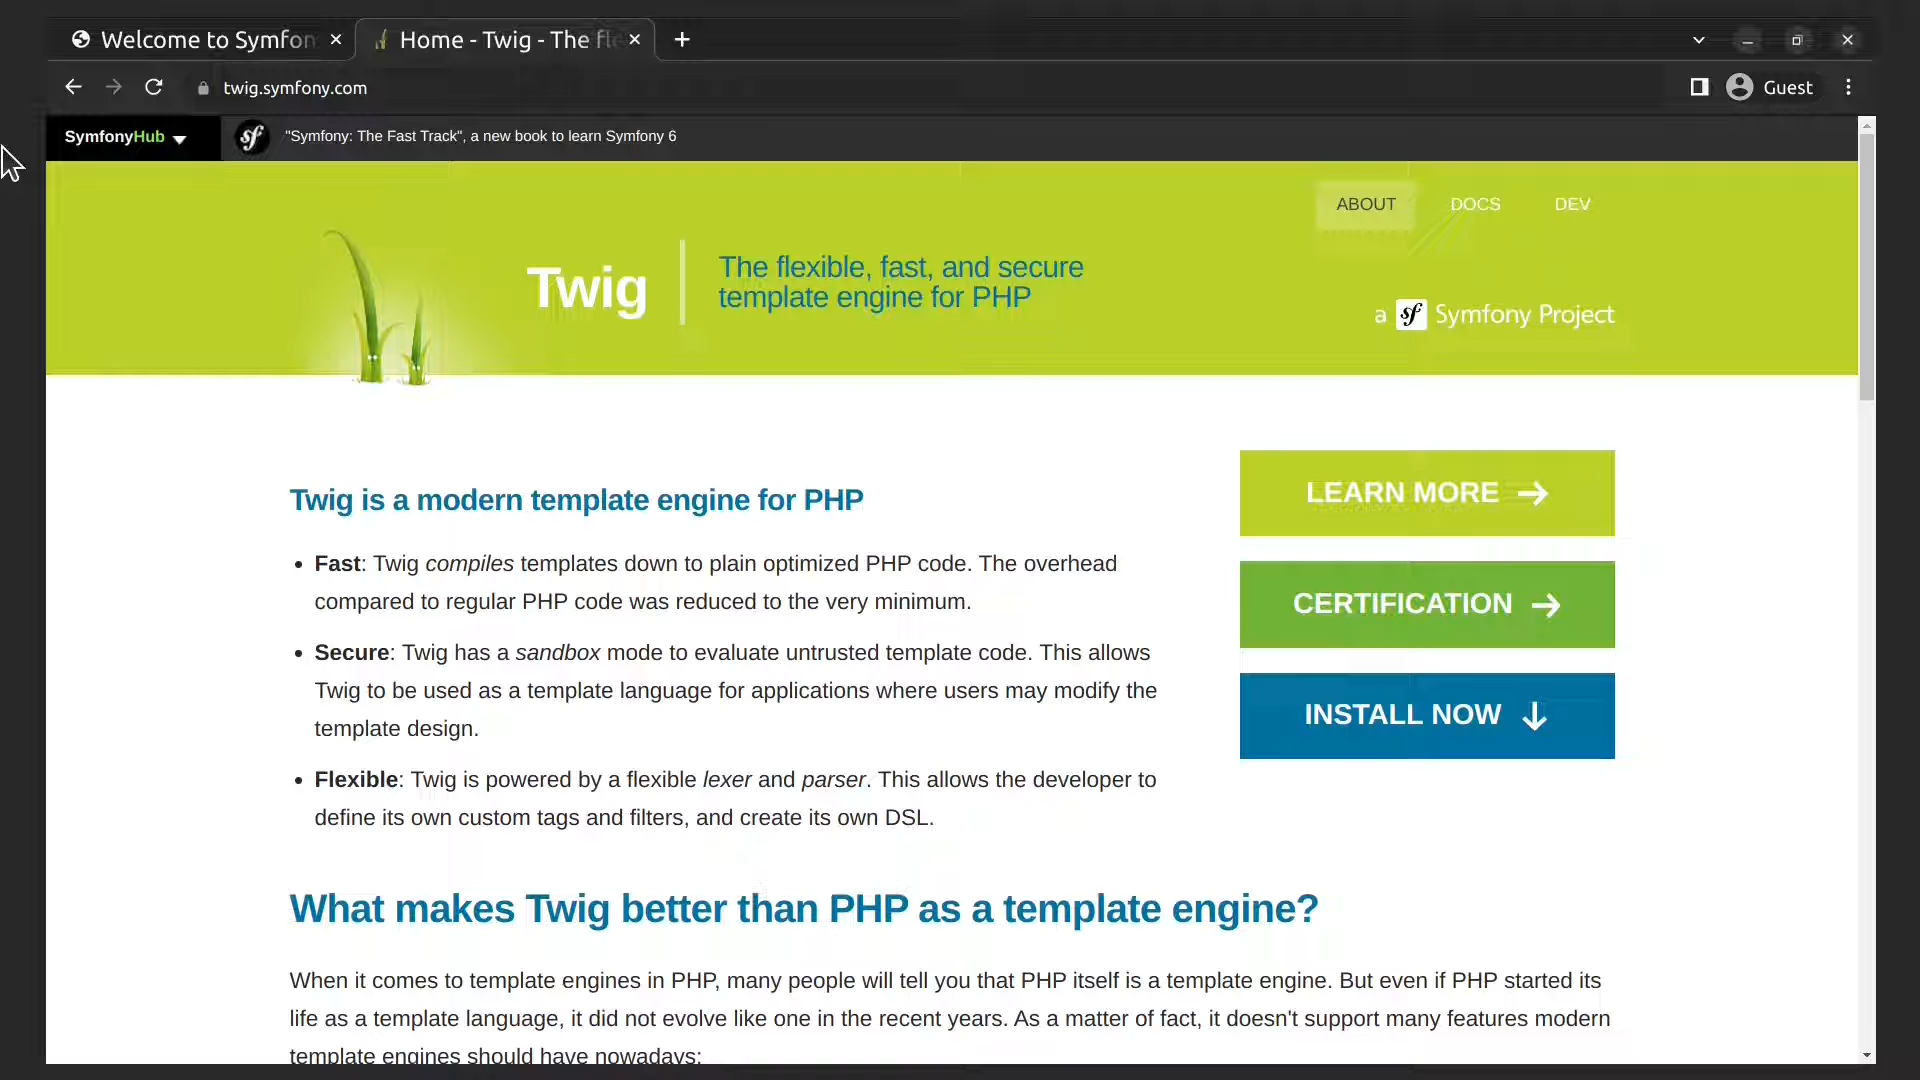 Welcome to Symfon
Home - Twig - The fl
twig.symfony.com
Guest
SymfonyHub
sf
"Symfony: The Fast Track", a new book to learn Symfony 6
ABOUT DOCS DEV
Twig
The flexible, fast, and secure
template engine for PHP
a sf Symfony Project
Twig is a modern template engine for PHP
LEARN MORE
CERTIFICATION
INSTALL NOW
• Fast: Twig compiles templates down to plain optimized PHP code. The overhead
compared to regular PHP code was reduced to the very minimum.
• Secure: Twig has a sandbox mode to evaluate untrusted template code. This allows
Twig to be used as a template language for applications where users may modify the
template design.
• Flexible: Twig is powered by a flexible lexer and parser. This allows the developer to
define its own custom tags and filters, and create its own DSL.
What makes Twig better than PHP as a template engine?
When it comes to template engines in PHP, many people will tell you that PHP itself is a template engine. But even if PHP started its
life as a template language, it did not evolve like one in the recent years. As a matter of fact, it doesn't support many features modern
template engines should have nowadays: